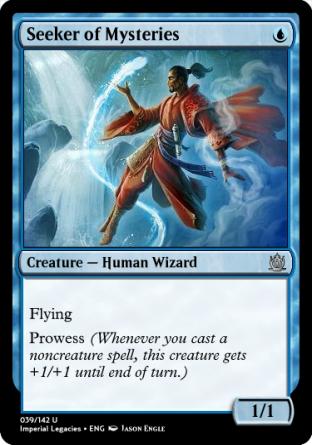 Seeker of Mysteries
Creature — Human Wizard
Flying
Prowess (Whenever you cast a
noncreature spell, this creature gets
+1/+1 until end of turn.)
1/1
039/142 U
Imperial Legacies • ENG Jason Engle